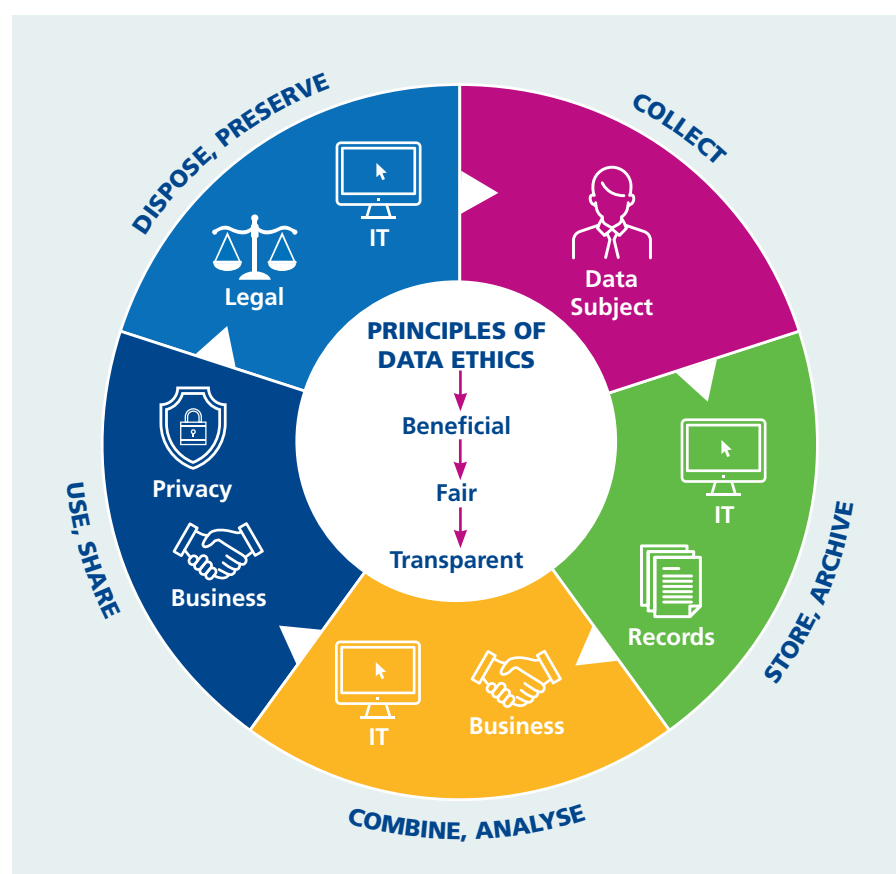 COLLECT
Data
Subject
STORE, ARCHIVE
IT
Records
COMBINE, ANALYSE
Business
IT
USE, SHARE
Business
Privacy
DISPOSE, PRESERVE
Legal
IT
PRINCIPLES OF
DATA ETHICS
Beneficial
Fair
Transparent